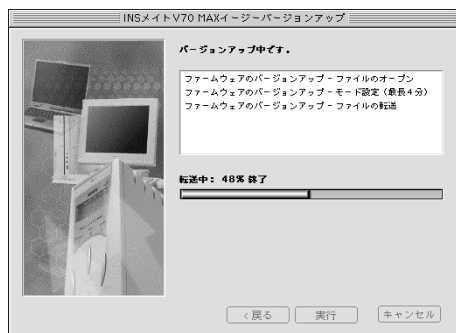 INSメイトV70 MAXイージーバージョンアップ
バージョンアップ中です。
ファームウェアのバージョンアップ - ファイルのオープン
ファームウェアのバージョンアップ - モード設定（最長4分）
ファームウェアのバージョンアップ - ファイルの転送
転送中： 48% 終了
<戻る
実行
キャンセル